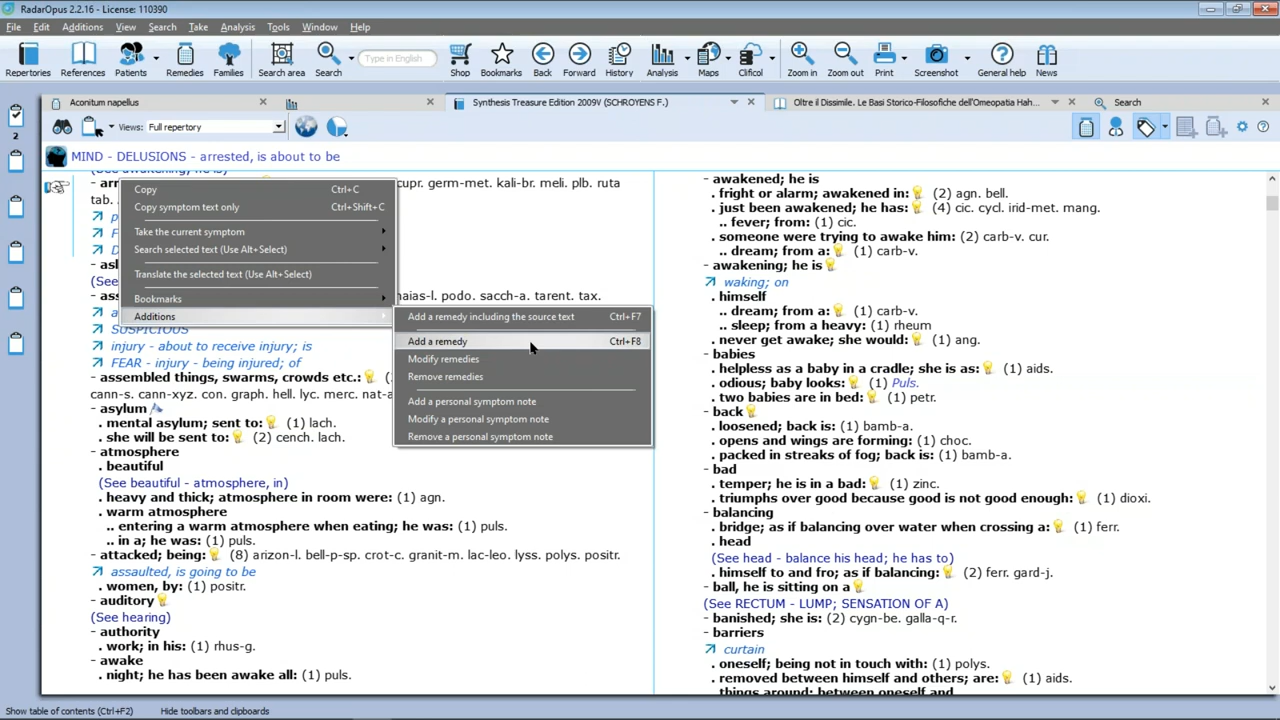 RadarOpus 2.2.16 - License: 110390
File Edit Additions View Search Take Analysis Tools Window Help
Repertories References Patients Remedies Families Search area Search Type in English Shop Bookmarks Back Forward History Analysis Maps Clificol Zoom in Zoom out Print Screenshot General help News
Aconitum napellus
Synthesis Treasure Edition 2009V (SCHROYENS F.)
Oltre il Dissimile. Le Basi Storico-Filosofiche dell'Omeopatia Hah...
Search
2
Views: Full repertory
MIND - DELUSIONS - arrested, is about to be
- arr
cupr. germ-met. kali-br. meli. plb. ruta
tab.
p
F
D
- ask
(See
- ass
naias-l. podo. sacch-a. tarent. tax.
a
SUSPICIOUS
injury - about to receive injury; is
FEAR - injury - being injured; of
- assembled things, swarms, crowds etc.:
cann-s. cann-xyz. con. graph. hell. lyc. merc. nat-
- asylum
. mental asylum; sent to: (1) lach.
. she will be sent to: (2) cench. lach.
- atmosphere
. beautiful
(See beautiful - atmosphere, in)
. heavy and thick; atmosphere in room were: (1) agn.
. warm atmosphere
.. entering a warm atmosphere when eating; he was: (1) puls.
.. in a; he was: (1) puls.
- attacked; being: (8) arizon-l. bell-p-sp. crot-c. granit-m. lac-leo. lyss. polys. positr.
assaulted, is going to be
. women, by: (1) positr.
- auditory
(See hearing)
- authority
. work; in his: (1) rhus-g.
- awake
. night; he has been awake all: (1) puls.
Copy Ctrl+C
Copy symptom text only Ctrl+Shift+C
Take the current symptom
Search selected text (Use Alt+Select)
Translate the selected text (Use Alt+Select)
Bookmarks
Additions
Add a remedy including the source text Ctrl+F7
Add a remedy Ctrl+F8
Modify remedies
Remove remedies
Add a personal symptom note
Modify a personal symptom note
Remove a personal symptom note
- awakened; he is
. fright or alarm; awakened in: (2) agn. bell.
. just been awakened; he has: (4) cic. cycl. irid-met. mang.
.. fever; from: (1) cic.
. someone were trying to awake him: (2) carb-v. cur.
.. dream; from a: (1) carb-v.
- awakening; he is
waking; on
. himself
.. dream; from a: (1) carb-v.
.. sleep; from a heavy: (1) rheum
. never get awake; she would: (1) ang.
- babies
. helpless as a baby in a cradle; she is as: (1) aids.
. odious; baby looks: (1) Puls.
. two babies are in bed: (1) petr.
- back
. loosened; back is: (1) bamb-a.
. opens and wings are forming: (1) choc.
. packed in streaks of fog; back is: (1) bamb-a.
- bad
. temper; he is in a bad: (1) zinc.
. triumphs over good because good is not good enough: (1) dioxi.
- balancing
. bridge; as if balancing over water when crossing a: (1) ferr.
- head
(See head - balance his head; he has to)
. himself to and fro; as if balancing: (2) ferr. gard-j.
- ball, he is sitting on a
(See RECTUM - LUMP; SENSATION OF A)
- banished; she is: (2) cygn-be. galla-q-r.
- barriers
curtain
. oneself; being not in touch with: (1) polys.
. removed between himself and others; are: (1) aids.
. things around; between oneself and
Show table of contents (Ctrl+F2) Hide toolbars and clipboards